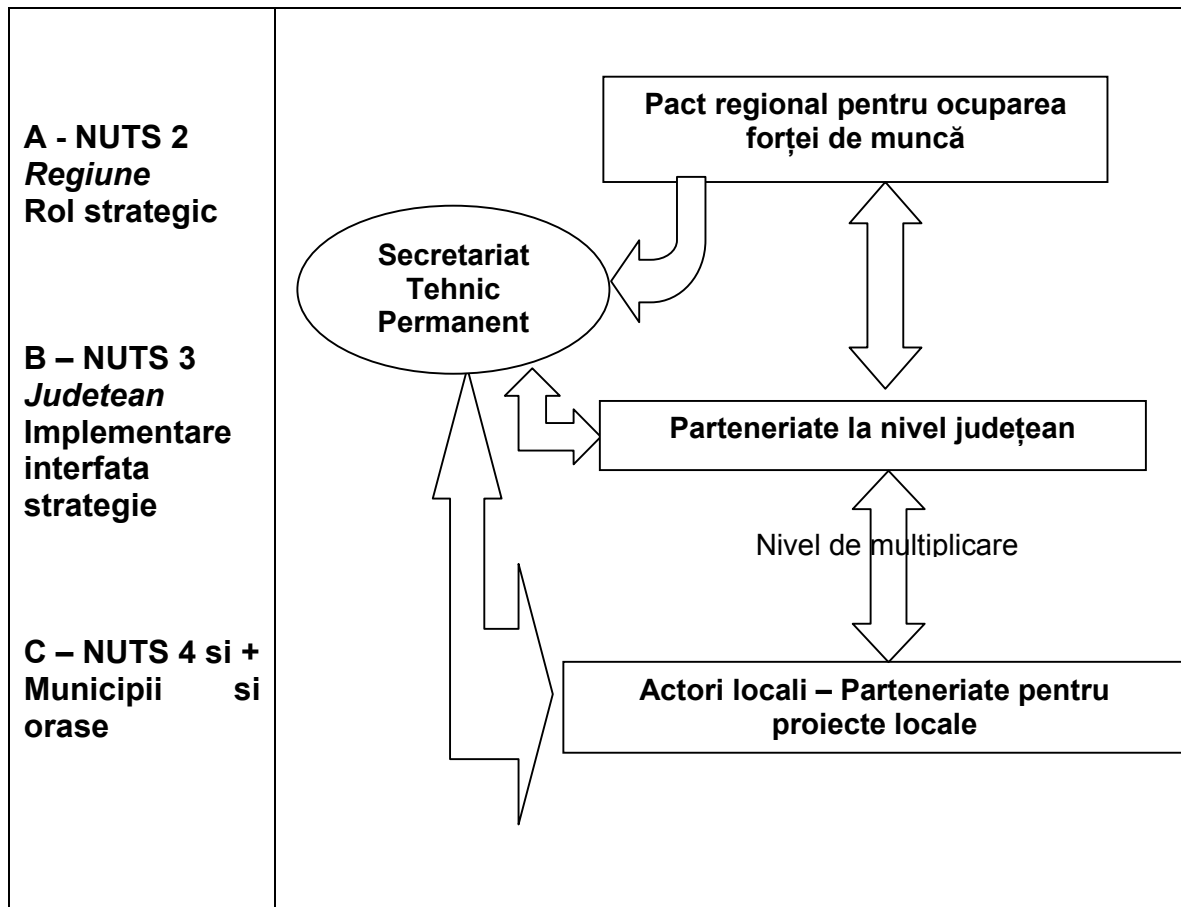 A - NUTS 2
Regiune
Rol strategic
B – NUTS 3
Judetean
Implementare
interfata
strategie
C – NUTS 4 si +
Municipii si
orase
Pact regional pentru ocuparea
forței de muncă
Secretariat
Tehnic
Permanent
Parteneriate la nivel județean
Nivel de multiplicare
Actori locali – Parteneriate pentru
proiecte locale